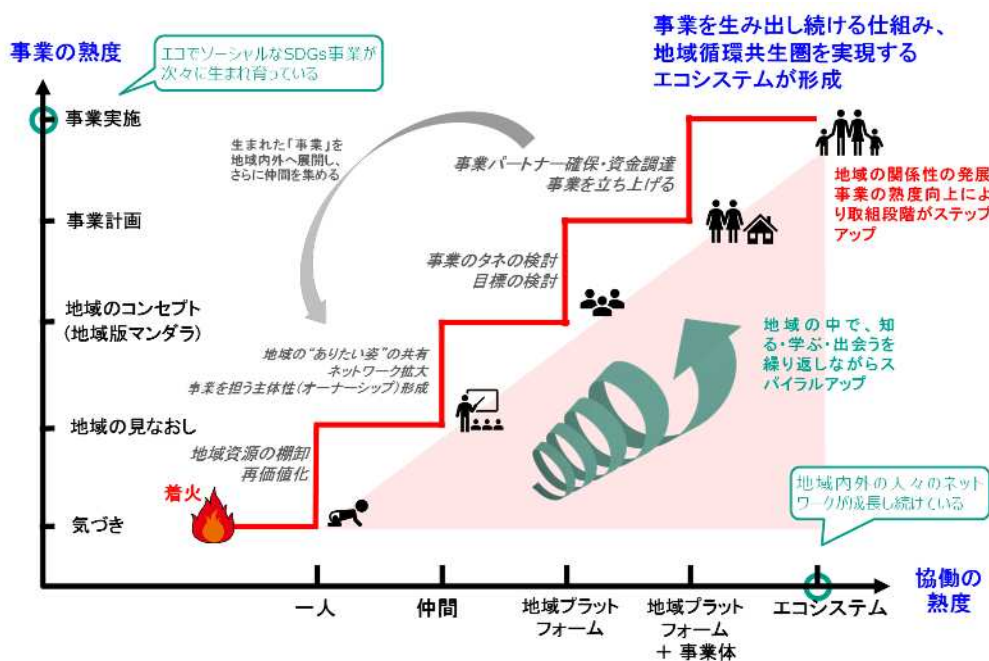 事業を生み出し続ける仕組み、
地域循環共生圏を実現する
エコシステムが形成
事業の熟度
エコでソーシャルなSDGs事業が
次々に生まれ育っている
事業実施
生まれた「事業」を
地域内外へ展開し、
さらに仲間を集める
事業パートナー確保・資金調達
事業を立ち上げる
地域の関係性の発展
事業の熟度向上によ
り取組段階がステップ
アップ
事業計画
事業のタネの検討
目標の検討
地域のコンセプト
(地域版マンダラ)
地域の“ありたい姿”の共有
ネットワーク拡大
事業を担う主体性(オーナーシップ)形成
地域の中で、知
る・学ぶ・出会うを
繰り返しながらス
パイラルアップ
地域の見なおし
地域資源の棚卸
再価値化
着火
気づき
地域内外の人々のネット
ワークが成長し続けている
一人
仲間
地域プラット
フォーム
地域プラット
フォーム
+ 事業体
エコシステム
協働の
熟度